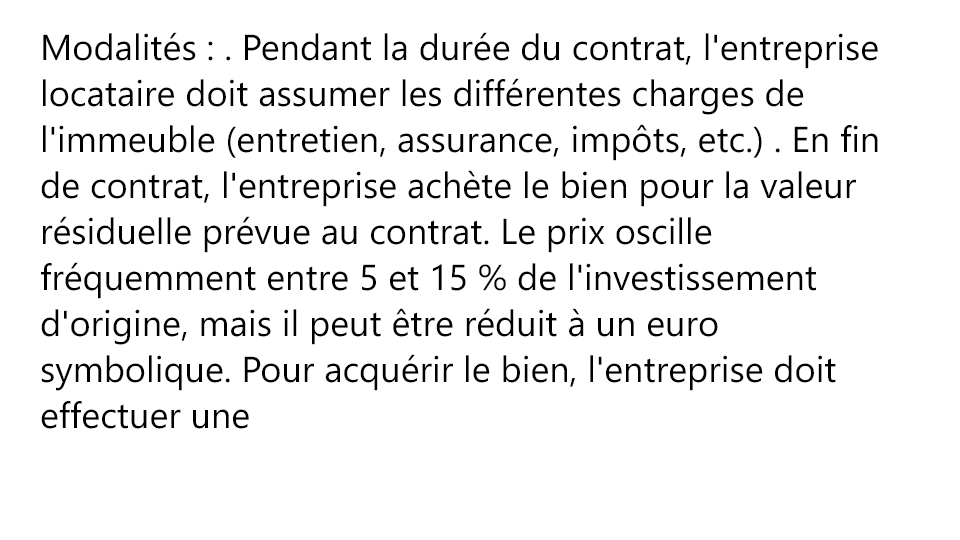 Modalités : . Pendant la durée du contrat, l'entreprise
locataire doit assumer les différentes charges de
l'immeuble (entretien, assurance, impôts, etc.) . En fin
de contrat, l'entreprise achète le bien pour la valeur
résiduelle prévue au contrat. Le prix oscille
fréquemment entre 5 et 15 % de l'investissement
d'origine, mais il peut être réduit à un euro
symbolique. Pour acquérir le bien, l'entreprise doit
effectuer une